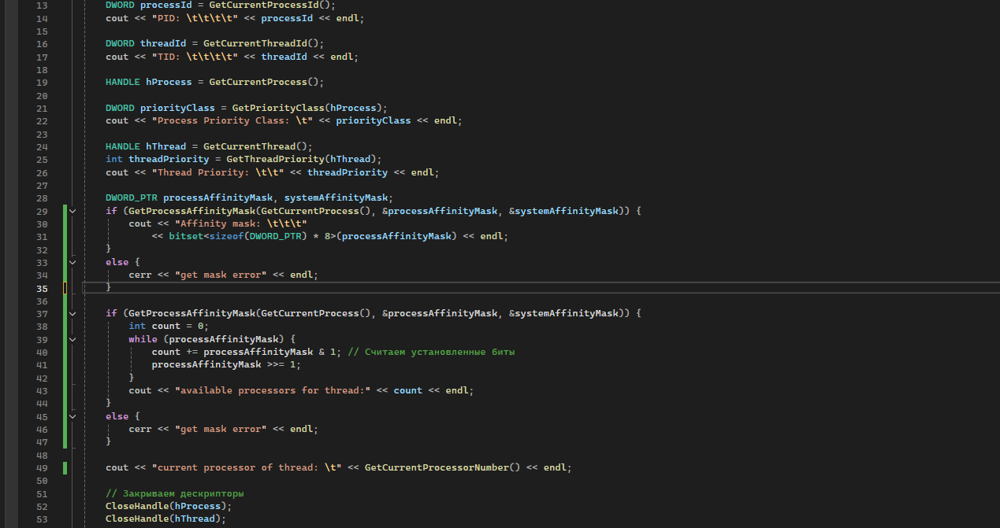 13 DWORD processId = GetCurrentProcessId();
14 cout << "PID: \t\t\t\t" << processId << endl;
15
16 DWORD threadId = GetCurrentThreadId();
17 cout << "TID: \t\t\t\t" << threadId << endl;
18
19 HANDLE hProcess = GetCurrentProcess();
20
21 DWORD priorityClass = GetPriorityClass(hProcess);
22 cout << "Process Priority Class: \t" << priorityClass << endl;
23
24 HANDLE hThread = GetCurrentThread();
25 int threadPriority = GetThreadPriority(hThread);
26 cout << "Thread Priority: \t\t" << threadPriority << endl;
27
28 DWORD_PTR processAffinityMask, systemAffinityMask;
29 if (GetProcessAffinityMask(GetCurrentProcess(), &processAffinityMask, &systemAffinityMask)) {
30 cout << "Affinity mask: \t\t\t"
31 << bitset<sizeof(DWORD_PTR) * 8>(processAffinityMask) << endl;
32 }
33 else {
34 cerr << "get mask error" << endl;
35 }
36
37 if (GetProcessAffinityMask(GetCurrentProcess(), &processAffinityMask, &systemAffinityMask)) {
38 int count = 0;
39 while (processAffinityMask) {
40 count += processAffinityMask & 1; // Считаем установленные биты
41 processAffinityMask >>= 1;
42 }
43 cout << "available processors for thread:" << count << endl;
44 }
45 else {
46 cerr << "get mask error" << endl;
47 }
48
49 cout << "current processor of thread: \t" << GetCurrentProcessorNumber() << endl;
50
51 // Закрываем дескрипторы
52 CloseHandle(hProcess);
53 CloseHandle(hThread);